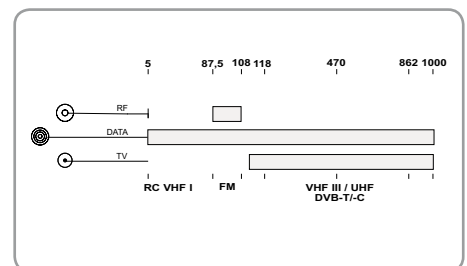 5 87,5 108 118 470 862 1000
RF
DATA
TV
RC VHF I FM VHF III / UHF
DVB-T/-C